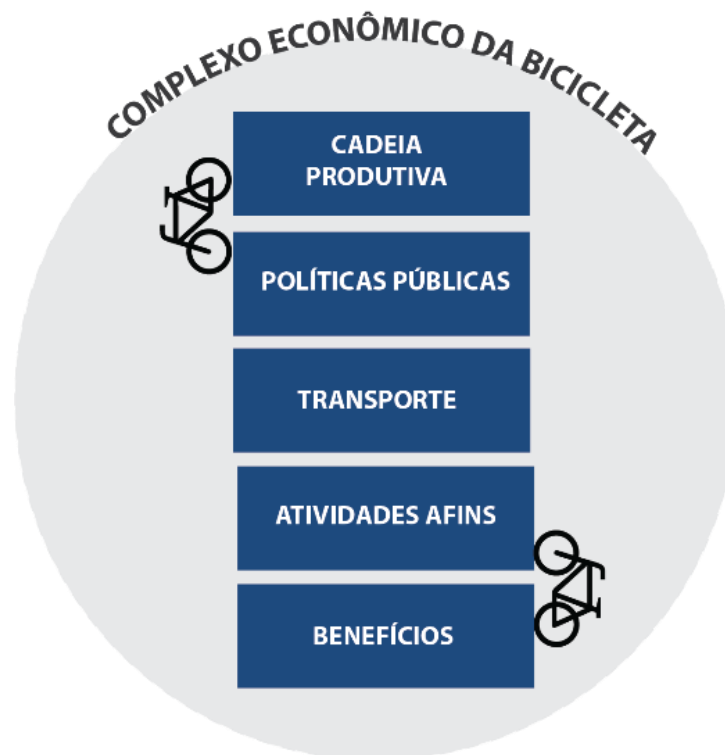 COMPLEXO ECONÔMICO DA BICICLETA
CADEIA
PRODUTIVA
POLÍTICAS PÚBLICAS
TRANSPORTE
ATIVIDADES AFINS
BENEFÍCIOS